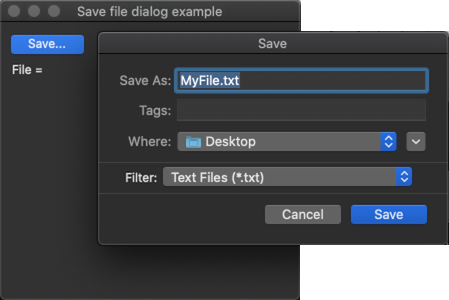 Save file dialog example
Save...
File =
Save
Save As: MyFile.txt
Tags:
Where: Desktop
Filter: Text Files (*.txt)
Cancel Save